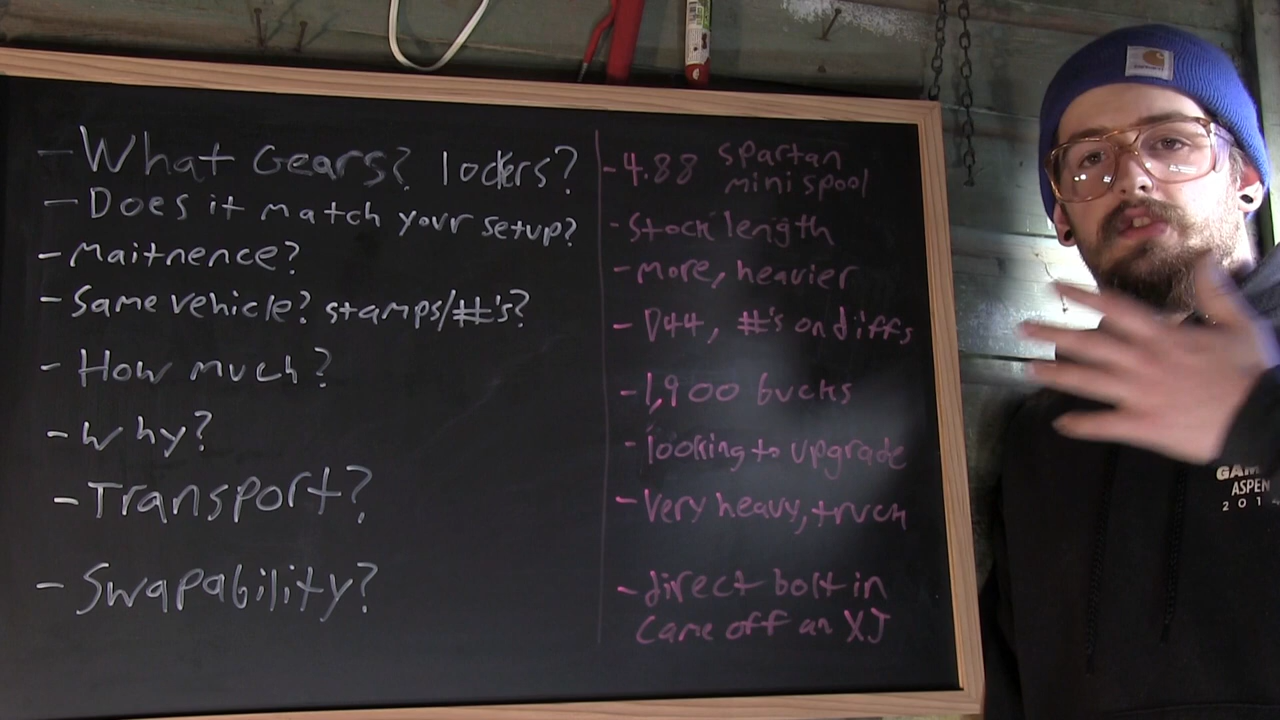 - What Gears? lockers?
- Does it match your setup?
- Maitnence?
- Same vehicle? stamps/#'s?
- How much?
- Why?
- Transport?
- Swapability?
- 4.88 spartan
mini spool
- Stock length
- more, heavier
- D44, #'s on diffs
- 1,900 bucks
- looking to upgrade
- Very heavy, truck
- direct bolt in
came off an XJ
carhartt
ASPEN